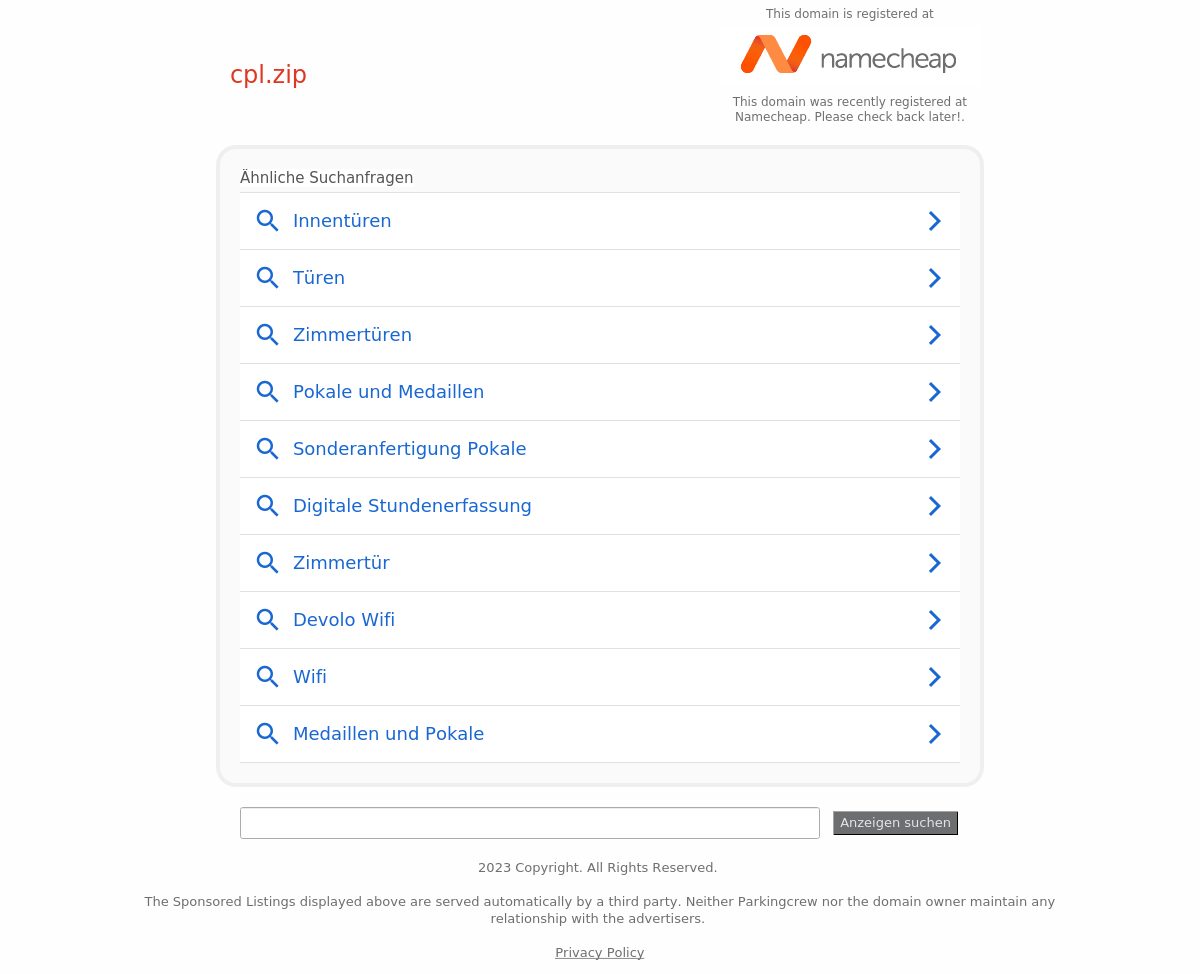 This domain is registered at
namecheap
cpl.zip
This domain was recently registered at
Namecheap. Please check back later!.
Ähnliche Suchanfragen
Innentüren
Türen
Zimmertüren
Pokale und Medaillen
Sonderanfertigung Pokale
Digitale Stundenerfassung
Zimmertür
Devolo Wifi
Wifi
Medaillen und Pokale
Anzeigen suchen
2023 Copyright. All Rights Reserved.
The Sponsored Listings displayed above are served automatically by a third party. Neither Parkingcrew nor the domain owner maintain any
relationship with the advertisers.
Privacy Policy